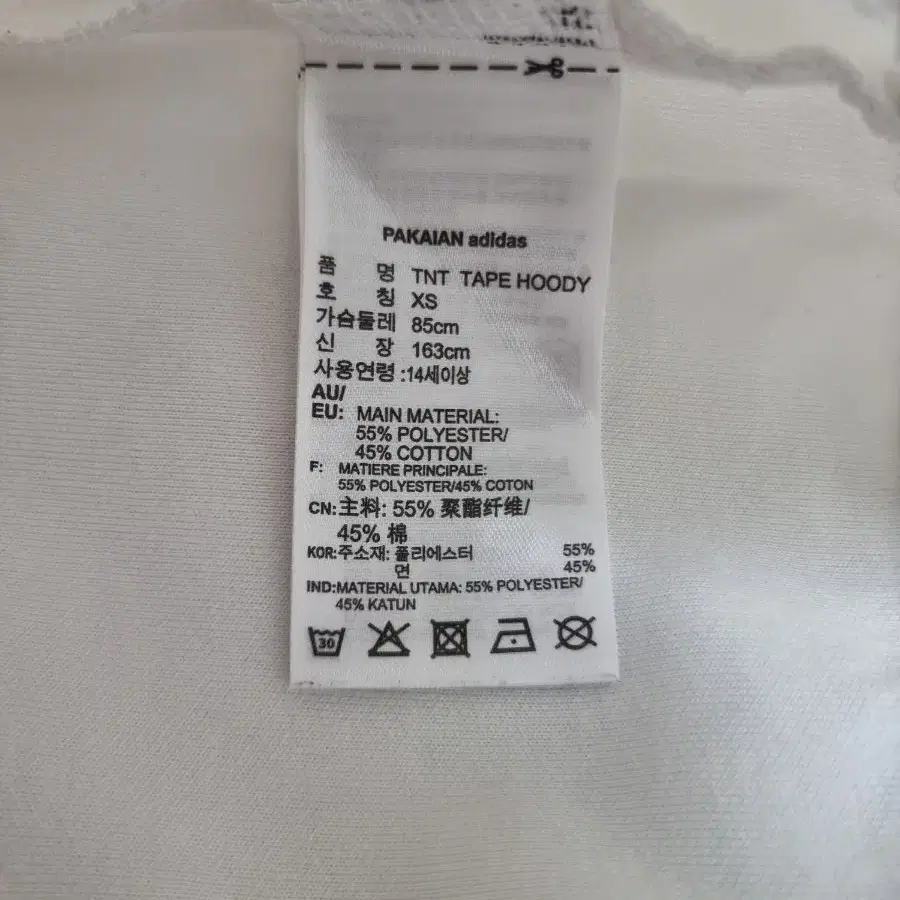 PAKAIAN adidas
품 명 TNT TAPE HOODY
호 칭 XS
가슴둘레 85cm
신 장 163cm
사용연령 :14세이상
AU/
EU: MAIN MATERIAL:
55% POLYESTER/
45% COTTON
F: MATIERE PRINCIPALE:
55% POLYESTER/45% COTON
CN:主料: 55% 聚酯纤维/
45% 棉
KOR:주소재: 폴리에스터 55%
면 45%
IND:MATERIAL UTAMA: 55% POLYESTER/
45% KATUN
30